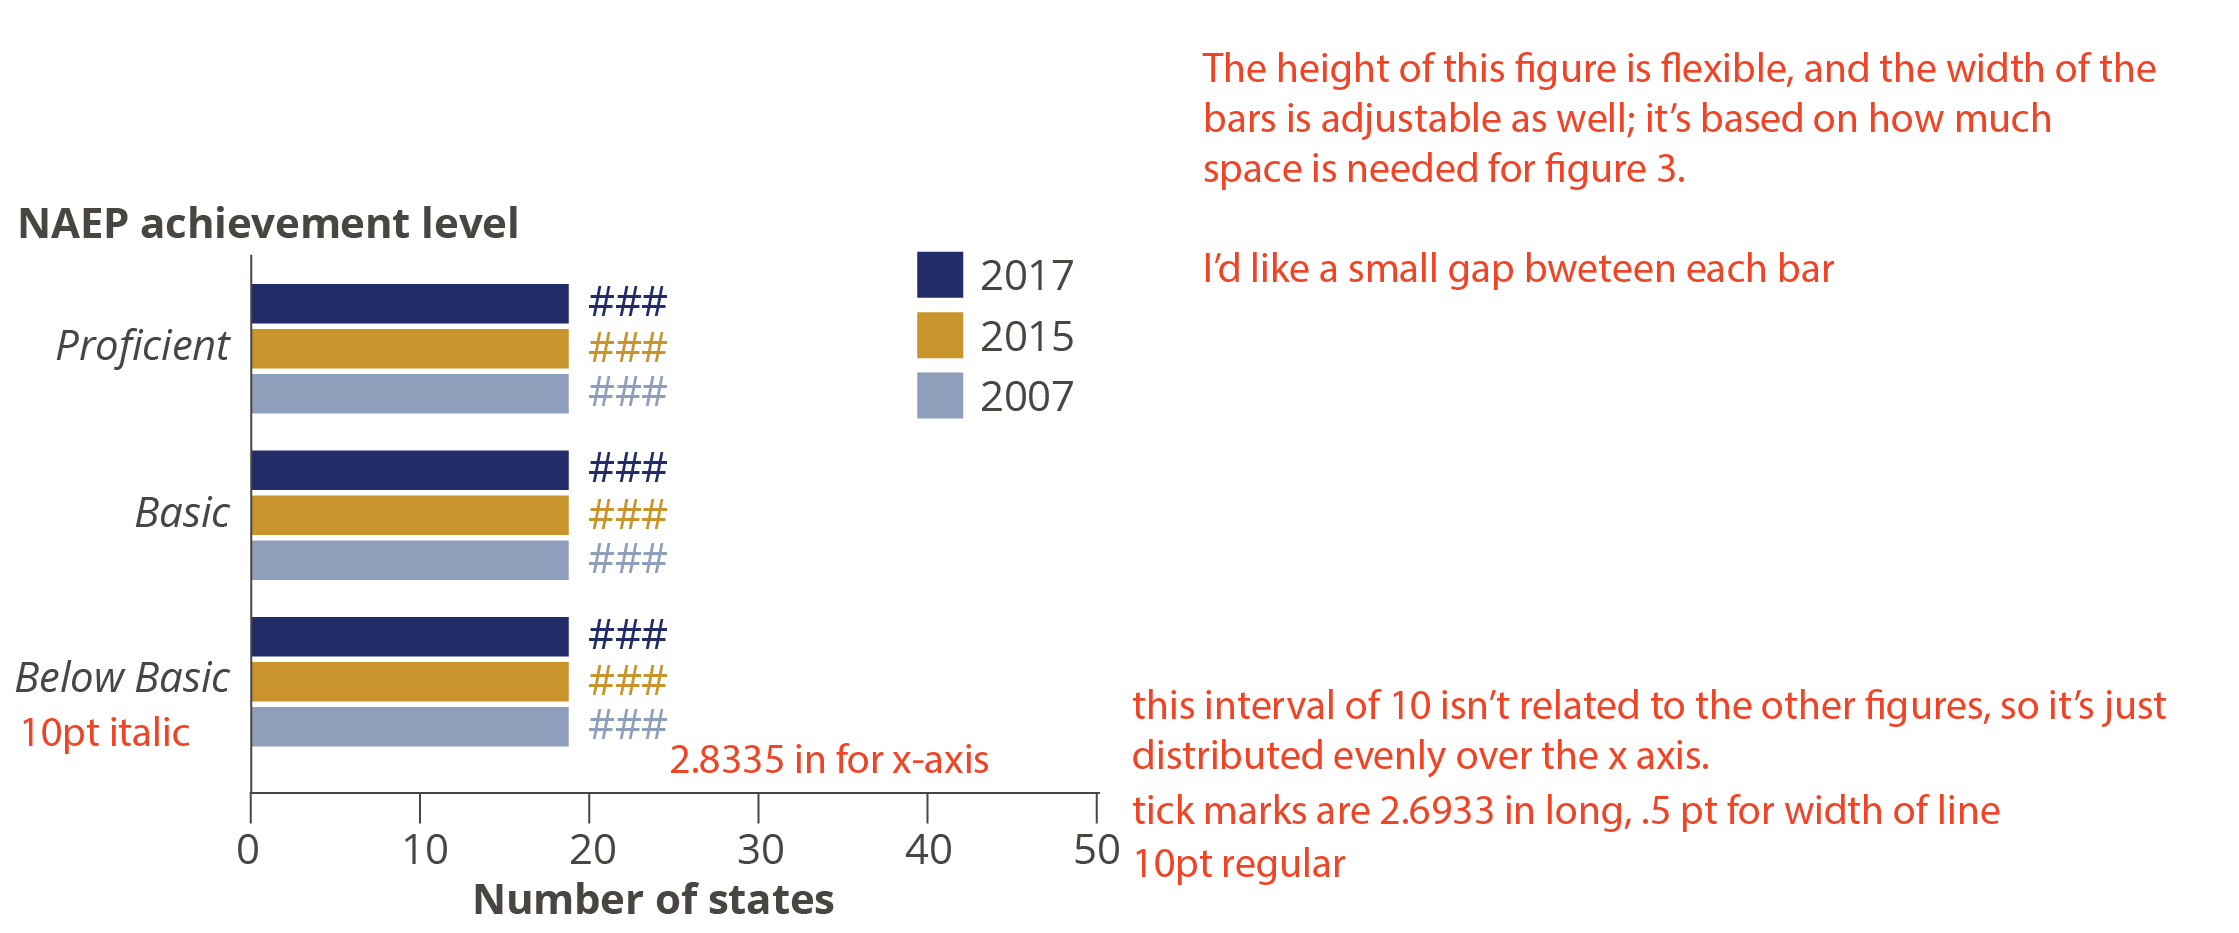 The height of this figure is flexible, and the width of the
bars is adjustable as well; it's based on how much
space is needed for figure 3.
I'd like a small gap bweteen each bar
NAEP achievement level
2017
2015
2007
Proficient
###
###
###
Basic
###
###
###
Below Basic
###
###
###
10pt italic
2.8335 in for x-axis
this interval of 10 isn't related to the other figures, so it's just
distributed evenly over the x axis.
tick marks are 2.6933 in long, .5 pt for width of line
10pt regular
0 10 20 30 40 50
Number of states